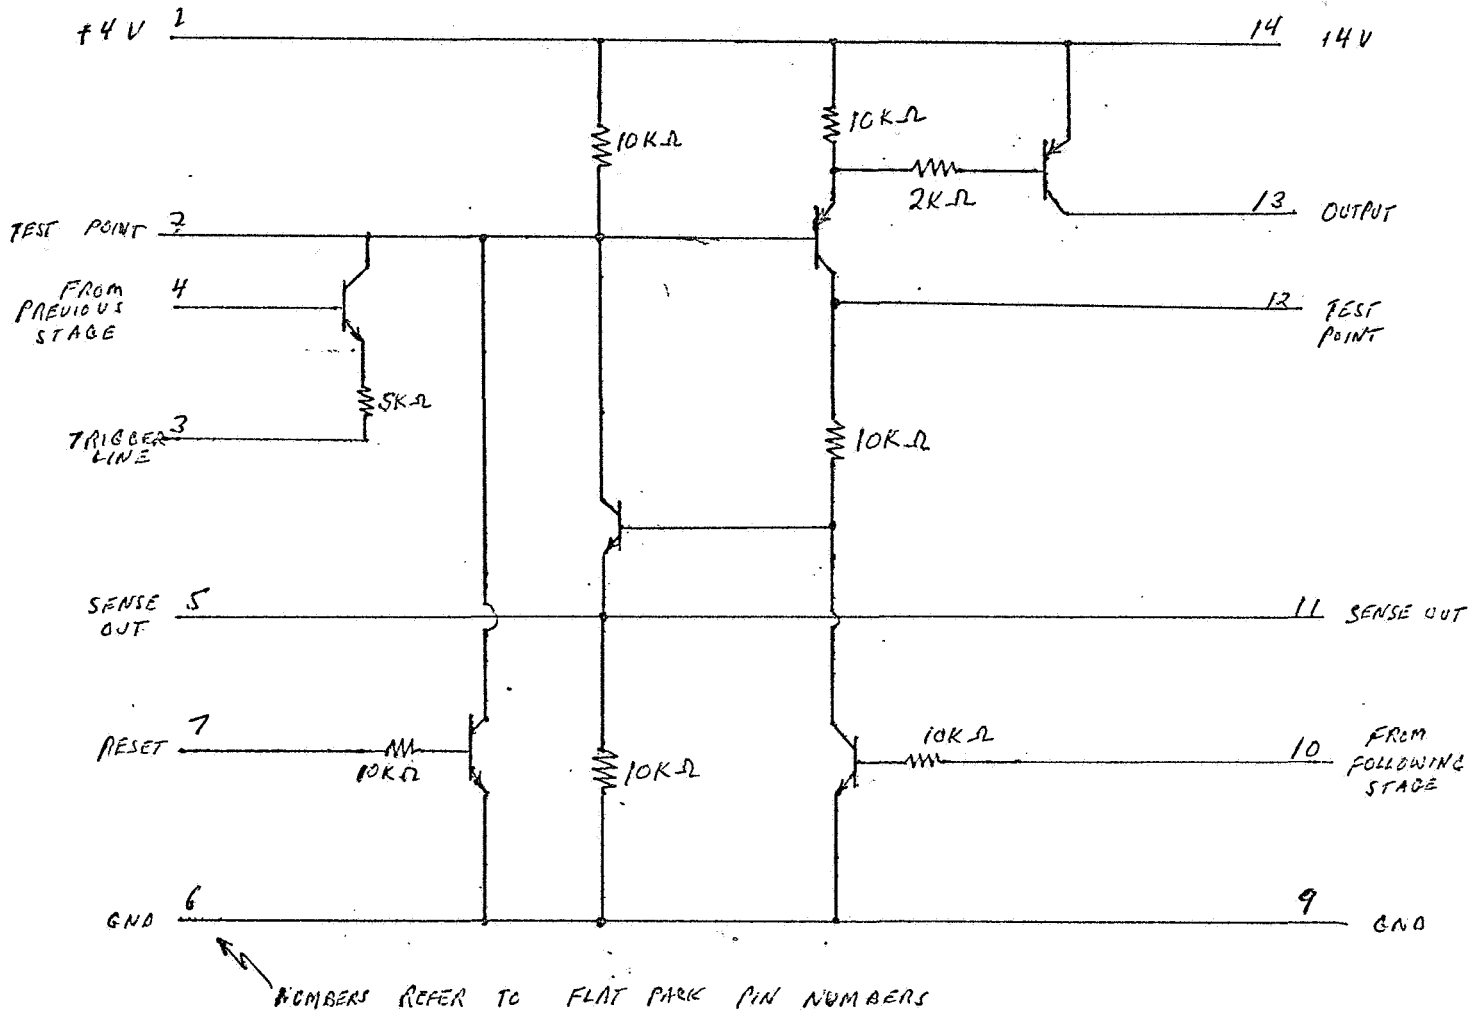 +4 V 1
14 +4V
10KΩ
10KΩ
2KΩ
13 OUTPUT
TEST POINT 2
FROM
PREVIOUS
STAGE
4
12 TEST
POINT
5KΩ
TRIGGER
LINE
3
10KΩ
SENSE
OUT
5
11 SENSE OUT
RESET 7
10KΩ
10KΩ
10KΩ
10 FROM
FOLLOWING
STAGE
GND 6
9 GND
NUMBERS REFER TO FLAT PACK PIN NUMBERS